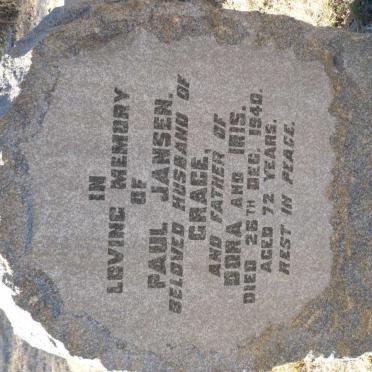 IN
LOVING MEMORY
OF
PAUL JANSEN.
BELOVED HUSBAND OF
GRACE,
AND FATHER OF
DORA AND IRIS.
DIED 26TH DEC. 1940.
AGED 72 YEARS.
REST IN PEACE.